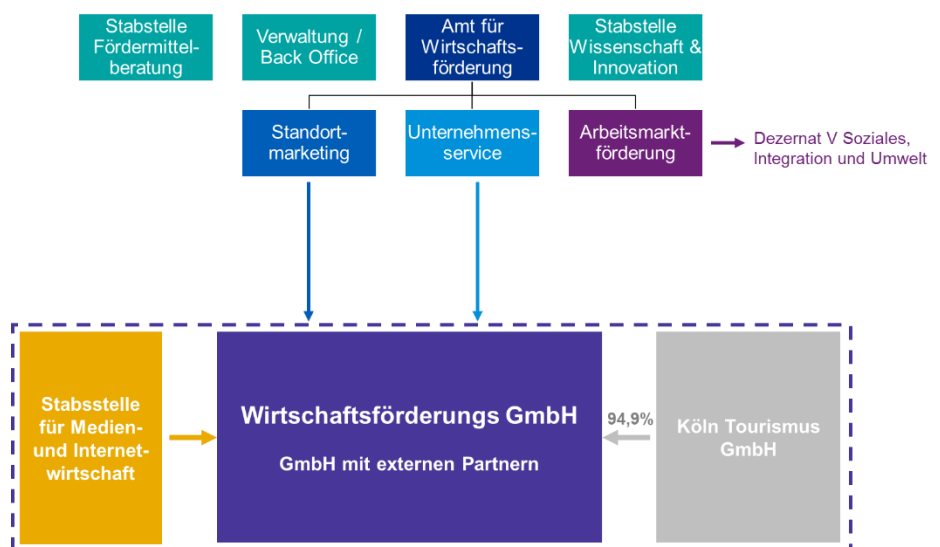 Stabstelle
Fördermittel-
beratung
Verwaltung /
Back Office
Amt für
Wirtschafts-
förderung
Stabstelle
Wissenschaft &
Innovation
Standort-
marketing
Unternehmens-
service
Arbeitsmarkt-
förderung
Dezernat V Soziales,
Integration und Umwelt
Stabsstelle
für Medien-
und Internet-
wirtschaft
Wirtschaftsförderungs GmbH
GmbH mit externen Partnern
94,9%
Köln Tourismus
GmbH